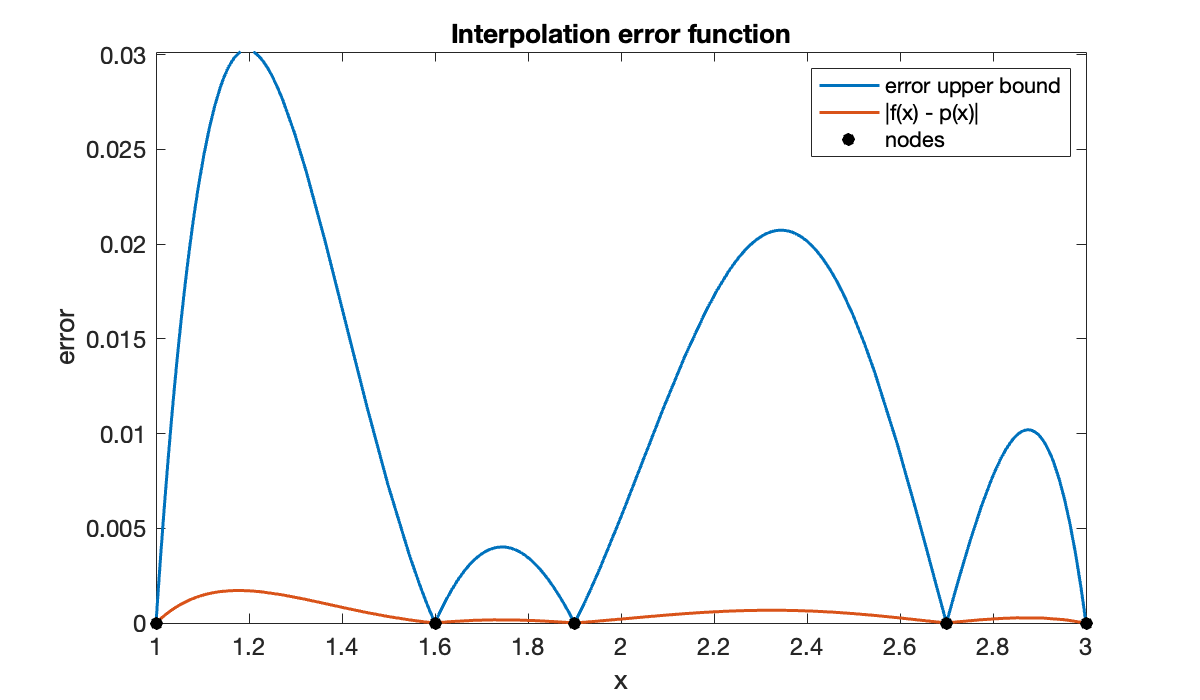 Interpolation error function
error upper bound
|f(x) - p(x)|
nodes
0.03
0.025
0.02
0.015
0.01
0.005
0
error
1 1.2 1.4 1.6 1.8 2 2.2 2.4 2.6 2.8 3
x